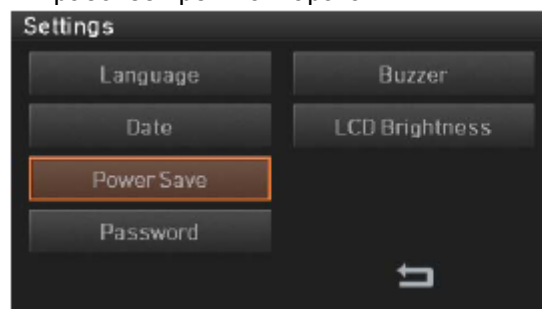 Settings
Language
Buzzer
Date
LCD Brightness
Power Save
Password